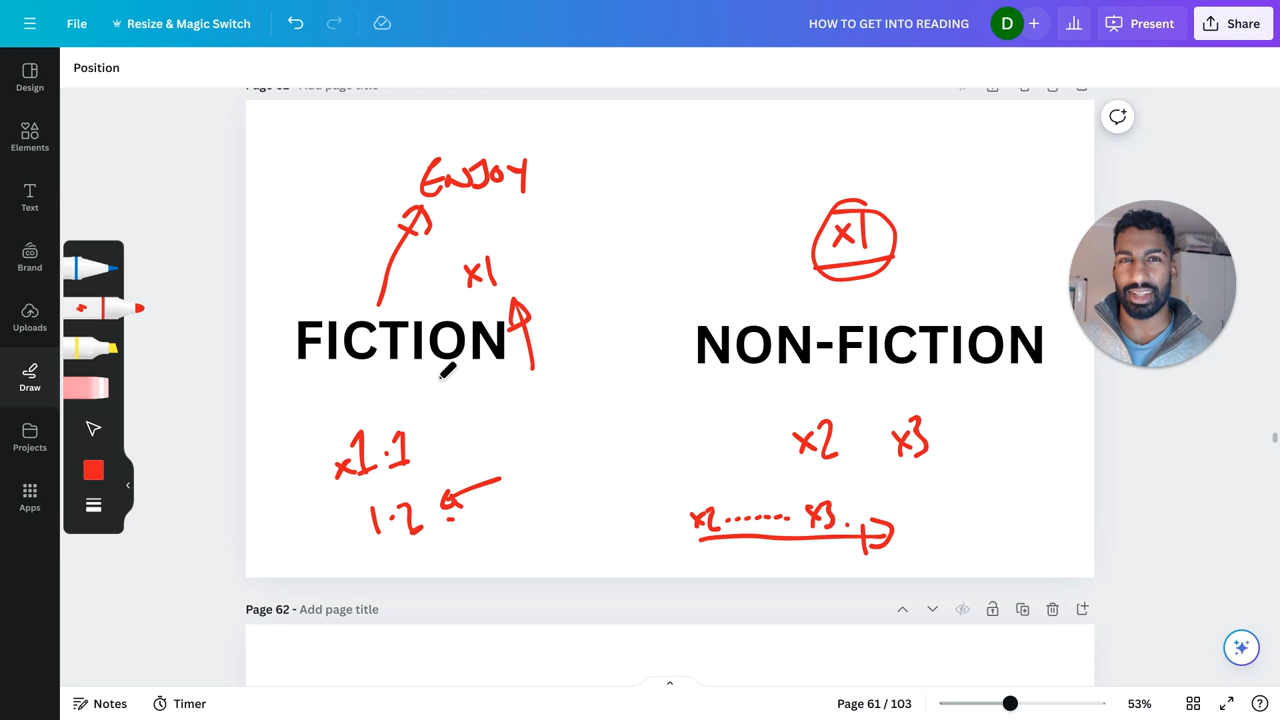 File
Resize & Magic Switch
HOW TO GET INTO READING
D
Present
Share
Position
Design
Elements
Text
Brand
Uploads
Draw
Projects
Apps
ENJOY
x1
x1
FICTION
NON-FICTION
x1.1
1.2
x2 x3
x2........x3.
Page 62 - Add page title
Notes
Timer
Page 61 / 103
53%